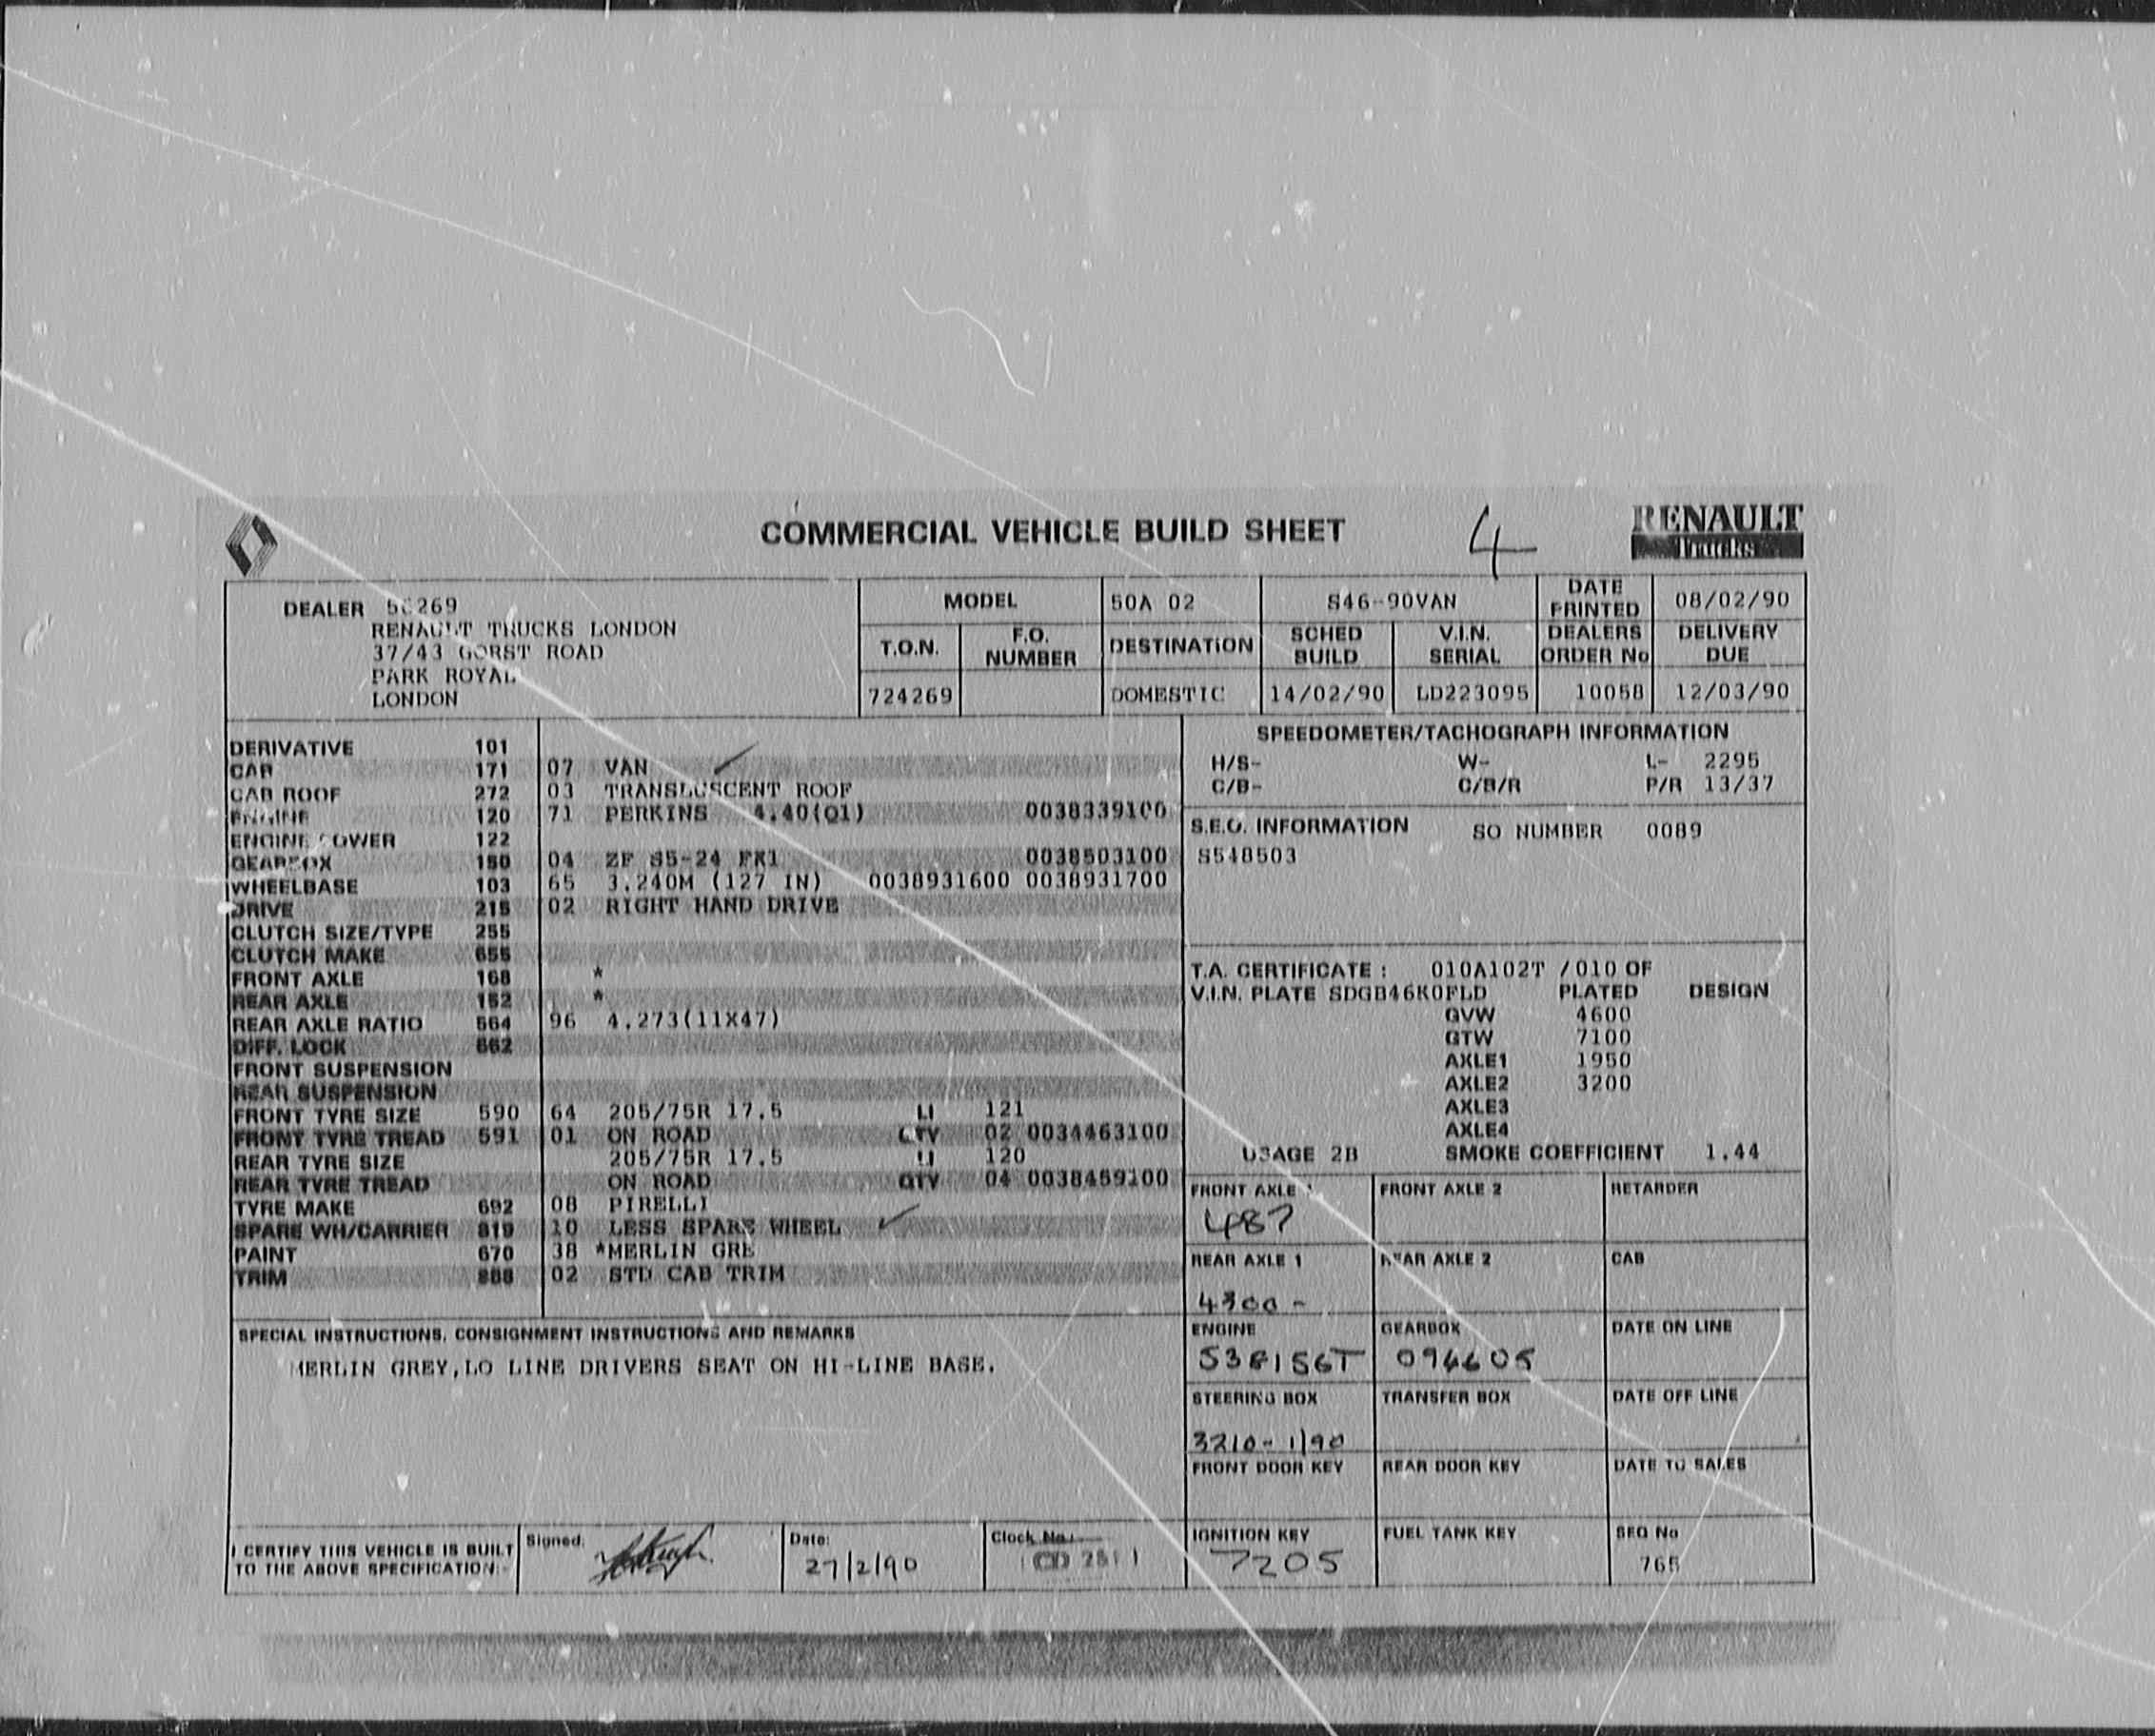 COMMERCIAL VEHICLE BUILD SHEET 4 RENAULT Trucks
DEALER
RENAULT TRUCKS LONDON
37/43 GORST ROAD
PARK ROYAL
LONDON
MODEL 50A 02 S46-90VAN DATE PRINTED 08/02/90
T.O.N. F.O. NUMBER DESTINATION SCHED BUILD V.I.N. SERIAL DEALERS ORDER No DELIVERY DUE
724269 DOMESTIC 14/02/90 LD223095 10058 12/03/90
DERIVATIVE 101
CAB 171 07 VAN
CAB ROOF 272 03 TRANSLUSCENT ROOF
ENGINE 120 71 PERKINS 4.40(Q1) 0038339100
ENGINE POWER 122
GEARBOX 150 04 ZF S5-24 0038503100
WHEELBASE 103 65 3.240M (127 IN) 0038931600 0038931700
DRIVE 215 02 RIGHT HAND DRIVE
CLUTCH SIZE/TYPE 255
CLUTCH MAKE 655
FRONT AXLE 168 *
REAR AXLE 152 *
REAR AXLE RATIO 564 96 4.273(11X47)
DIFF. LOCK 662
FRONT SUSPENSION
REAR SUSPENSION
FRONT TYRE SIZE 590 64 205/75R 17.5 LI 121
FRONT TYRE TREAD 591 01 ON ROAD QTY 02 0034463100
REAR TYRE SIZE 205/75R 17.5 LI 120
REAR TYRE TREAD ON ROAD QTY 04
TYRE MAKE 692 08 PIRELLI
SPARE WH/CARRIER 819 10 LESS SPARE WHEEL
PAINT 670 38 *MERLIN GRE
TRIM 02 STD CAB TRIM
SPECIAL INSTRUCTIONS, CONSIGNMENT INSTRUCTIONS AND REMARKS
MERLIN GREY,LO LINE DRIVERS SEAT ON HI-LINE BASE.
SPEEDOMETER/TACHOGRAPH INFORMATION
H/S- W- L- 2295
C/B- C/B/R P/R 13/37
S.E.O. INFORMATION SO NUMBER 0089
S548503
T.A. CERTIFICATE : 010A102T /010 OF
V.I.N. PLATE SDGB46K0FLD PLATED DESIGN
GVW 4600
GTW 7100
AXLE1 1950
AXLE2 3200
AXLE3
AXLE4
USAGE 2B SMOKE COEFFICIENT 1.44
FRONT AXLE 1 FRONT AXLE 2 RETARDER
487
REAR AXLE 1 REAR AXLE 2 CAB
4300 -
ENGINE GEARBOX DATE ON LINE
094605
STEERING BOX TRANSFER BOX DATE OFF LINE
3210-1/90
FRONT DOOR KEY REAR DOOR KEY DATE TO SALES
IGNITION KEY FUEL TANK KEY SEQ No
7205 765
I CERTIFY THIS VEHICLE IS BUILT
TO THE ABOVE SPECIFICATION:-
Signed: Date: Clock No:
27/2/90